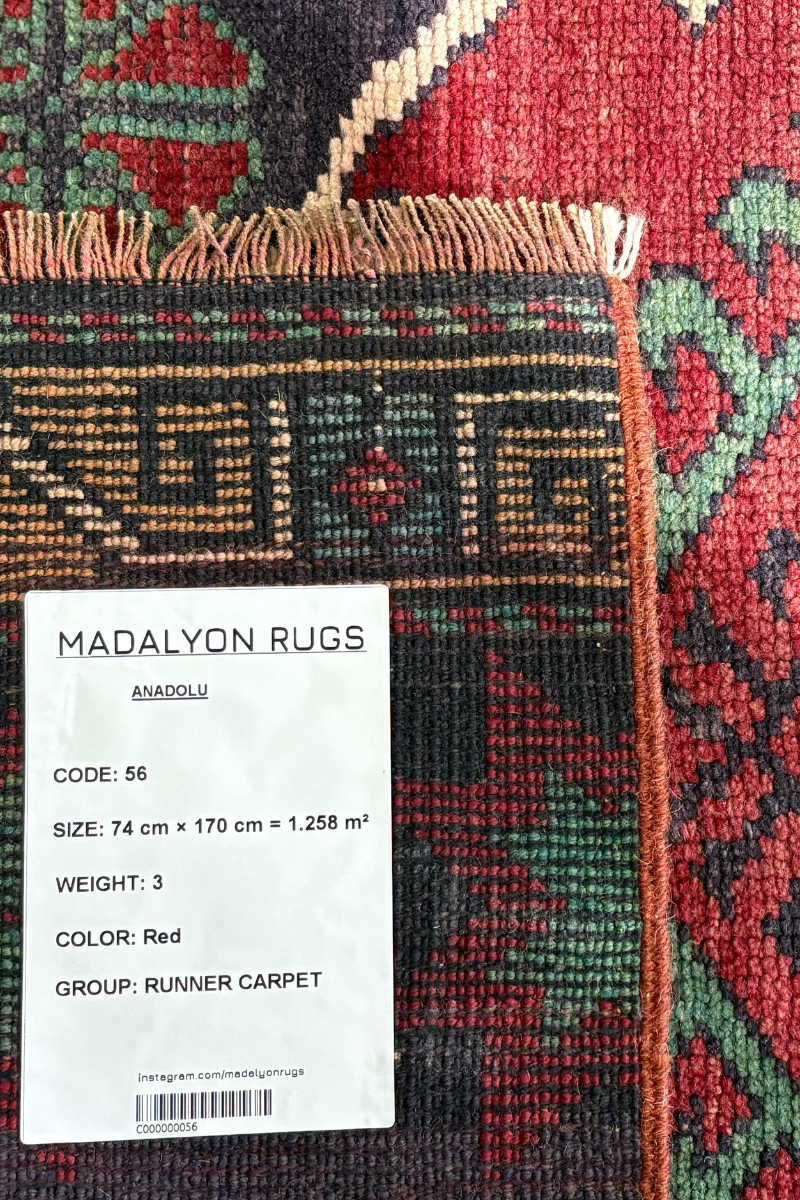 MADALYON RUGS
ANADOLU
CODE: 56
SIZE: 74 cm × 170 cm = 1.258 m²
WEIGHT: 3
COLOR: Red
GROUP: RUNNER CARPET
instagram.com/madalyonrugs
C000000056